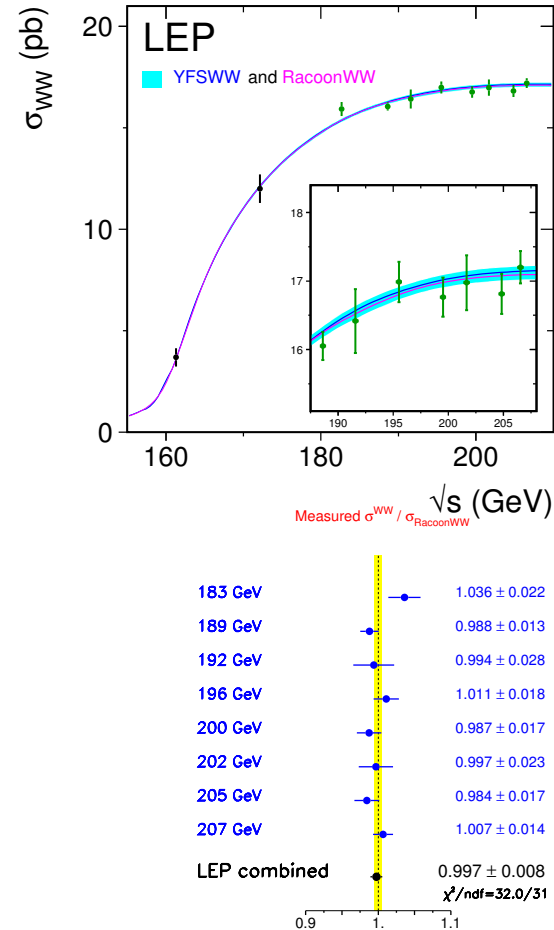 σWW (pb)
20
10
0
LEP
YFSWW and RacoonWW
18
17
16
190 195 200 205
160 180 200
√s (GeV)
Measured σ^WW / σ_RacoonWW
183 GeV 1.036 ± 0.022
189 GeV 0.988 ± 0.013
192 GeV 0.994 ± 0.028
196 GeV 1.011 ± 0.018
200 GeV 0.987 ± 0.017
202 GeV 0.997 ± 0.023
205 GeV 0.984 ± 0.017
207 GeV 1.007 ± 0.014
LEP combined 0.997 ± 0.008
χ²/ndf=32.0/31
0.9 1. 1.1